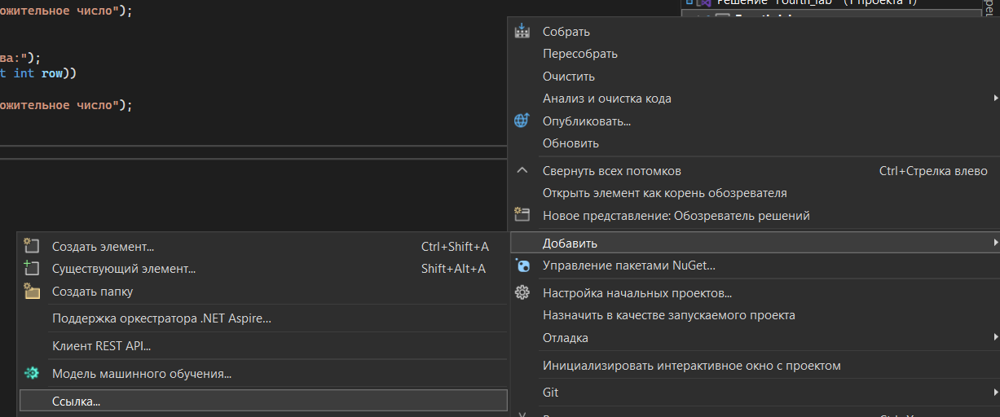 ожительное число");
ва:");
t int row))
ожительное число");
Решение "Fourth_lab" (1 проекта 1)
Собрать
Пересобрать
Очистить
Анализ и очистка кода
Опубликовать...
Обновить
Свернуть всех потомков Ctrl+Стрелка влево
Открыть элемент как корень обозревателя
Новое представление: Обозреватель решений
Добавить
Управление пакетами NuGet...
Настройка начальных проектов...
Назначить в качестве запускаемого проекта
Отладка
Инициализировать интерактивное окно с проектом
Git
Создать элемент... Ctrl+Shift+A
Существующий элемент... Shift+Alt+A
Создать папку
Поддержка оркестратора .NET Aspire...
Клиент REST API...
Модель машинного обучения...
Ссылка...